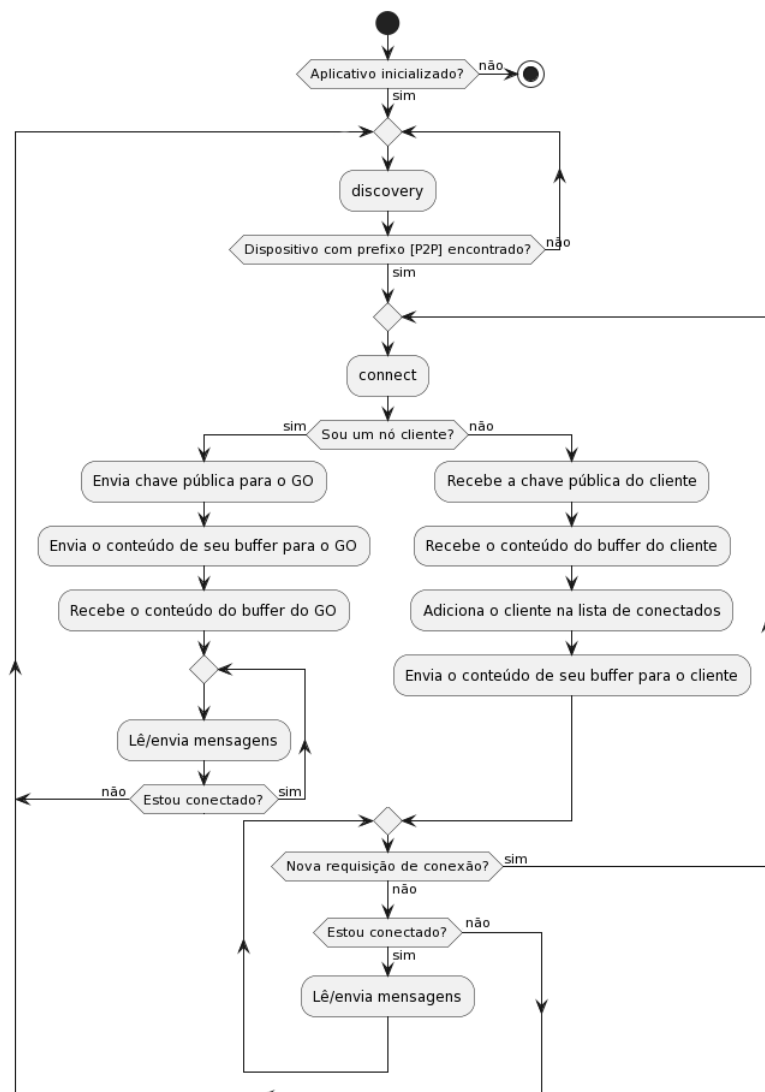 Aplicativo inicializado?
não
sim
discovery
Dispositivo com prefixo [P2P] encontrado?
não
sim
connect
sim
Sou um nó cliente?
não
Envia chave pública para o GO
Recebe a chave pública do cliente
Envia o conteúdo de seu buffer para o GO
Recebe o conteúdo do buffer do cliente
Recebe o conteúdo do buffer do GO
Adiciona o cliente na lista de conectados
Envia o conteúdo de seu buffer para o cliente
Lê/envia mensagens
não
Estou conectado?
sim
Nova requisição de conexão?
sim
não
Estou conectado?
não
sim
Lê/envia mensagens